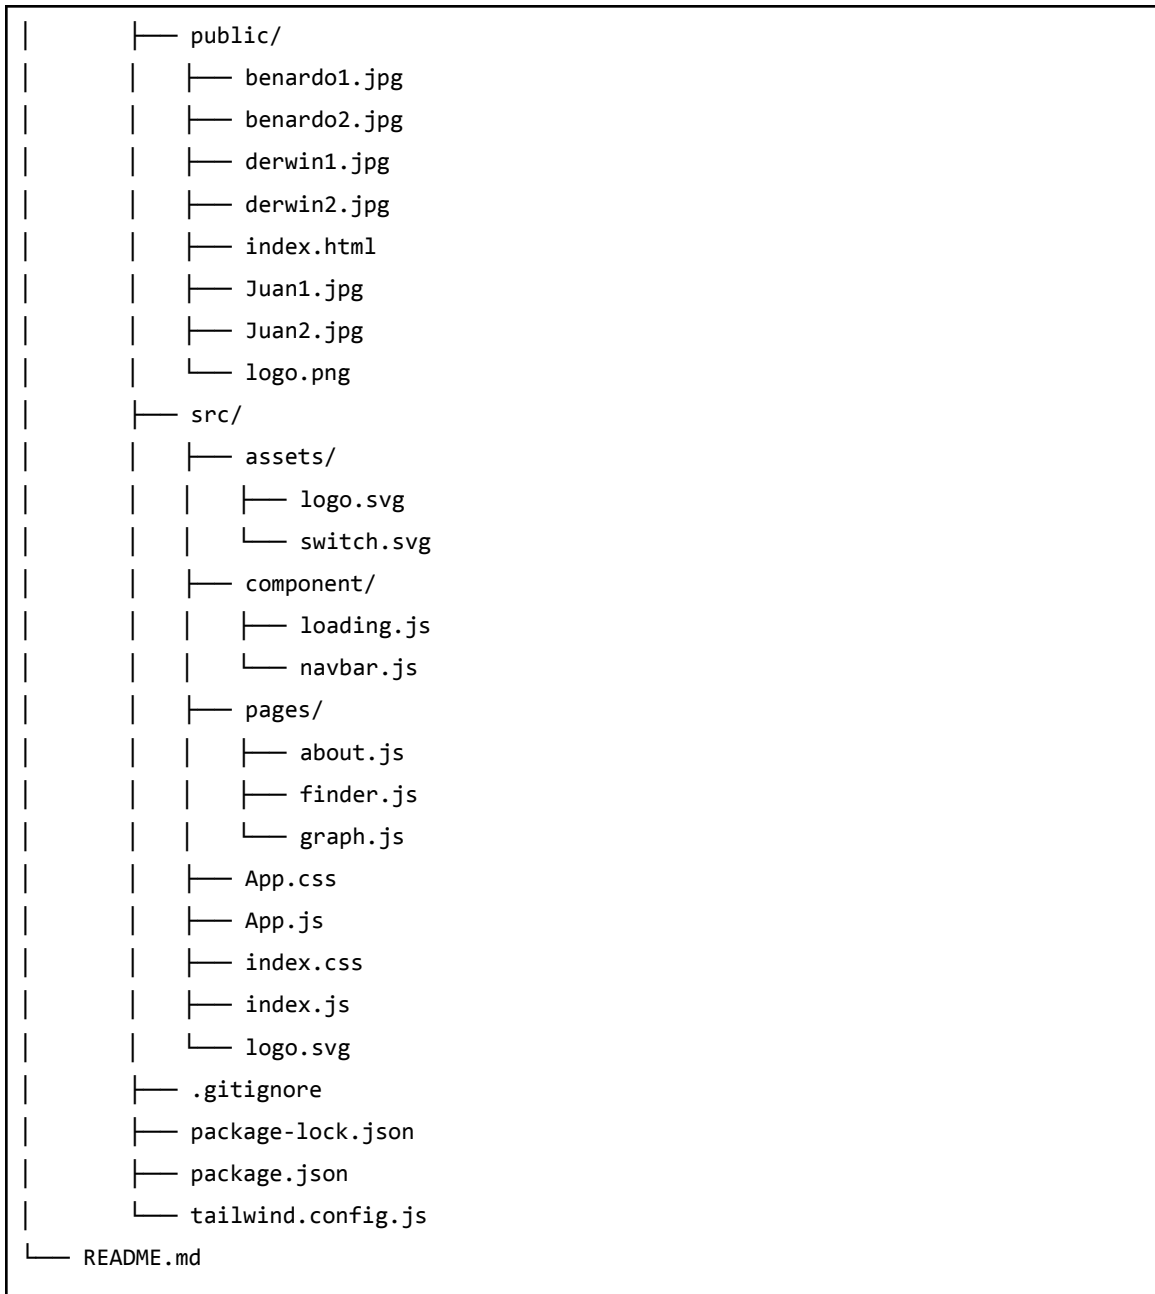 │       ├── public/
│       │   ├── benardo1.jpg
│       │   ├── benardo2.jpg
│       │   ├── derwin1.jpg
│       │   ├── derwin2.jpg
│       │   ├── index.html
│       │   ├── Juan1.jpg
│       │   ├── Juan2.jpg
│       │   └── logo.png
│       ├── src/
│       │   ├── assets/
│       │   │   ├── logo.svg
│       │   │   └── switch.svg
│       │   ├── component/
│       │   │   ├── loading.js
│       │   │   └── navbar.js
│       │   ├── pages/
│       │   │   ├── about.js
│       │   │   ├── finder.js
│       │   │   └── graph.js
│       │   ├── App.css
│       │   ├── App.js
│       │   ├── index.css
│       │   ├── index.js
│       │   └── logo.svg
│       ├── .gitignore
│       ├── package-lock.json
│       ├── package.json
│       └── tailwind.config.js
└── README.md